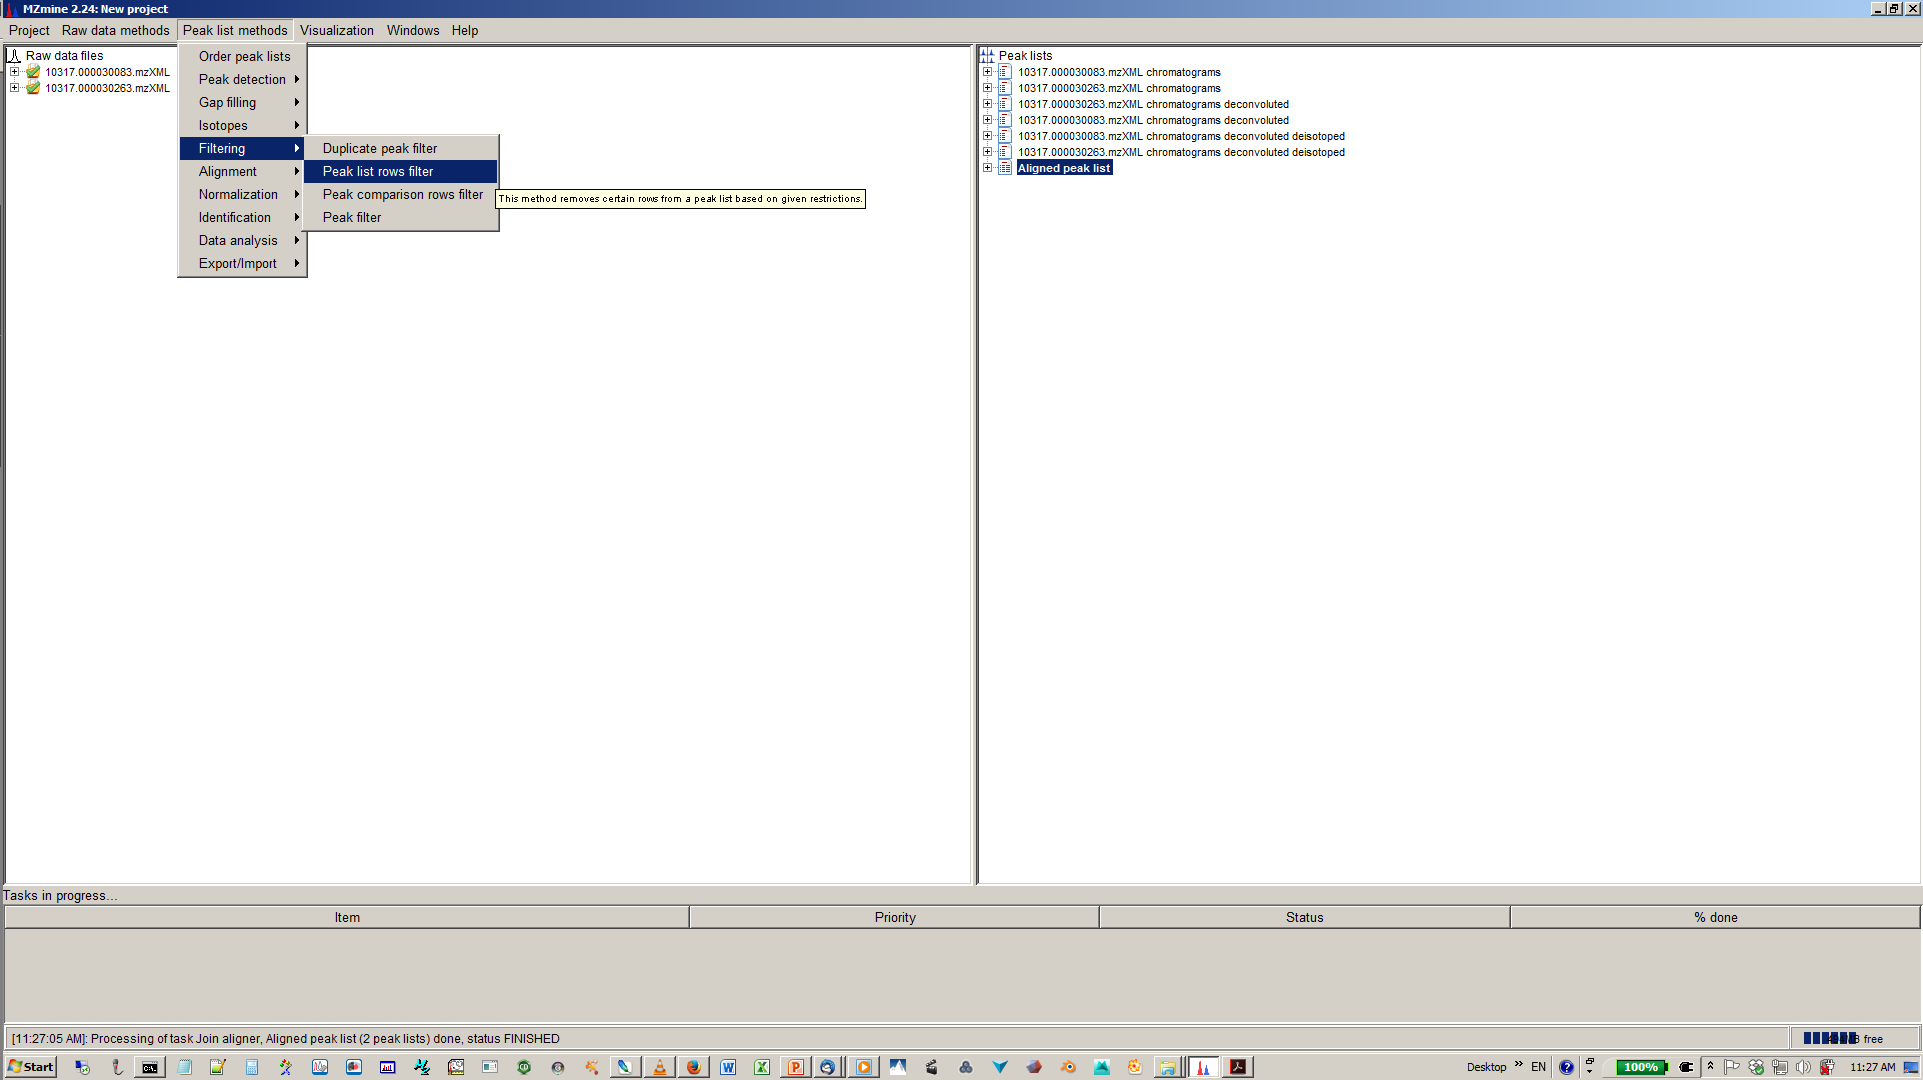 MZmine 2.24: New project
Project Raw data methods Peak list methods Visualization Windows Help
Raw data files
10317.000030083.mzXML
10317.000030263.mzXML
Order peak lists
Peak detection
Gap filling
Isotopes
Filtering
Alignment
Normalization
Identification
Data analysis
Export/Import
Duplicate peak filter
Peak list rows filter
Peak comparison rows filter
Peak filter
This method removes certain rows from a peak list based on given restrictions.
Peak lists
10317.000030083.mzXML chromatograms
10317.000030263.mzXML chromatograms
10317.000030263.mzXML chromatograms deconvoluted
10317.000030083.mzXML chromatograms deconvoluted
10317.000030083.mzXML chromatograms deconvoluted deisotoped
10317.000030263.mzXML chromatograms deconvoluted deisotoped
Aligned peak list
Tasks in progress...
Item Priority Status % done
[11:27:05 AM]: Processing of task Join aligner, Aligned peak list (2 peak lists) done, status FINISHED
free
Start
Desktop
EN
100%
11:27 AM